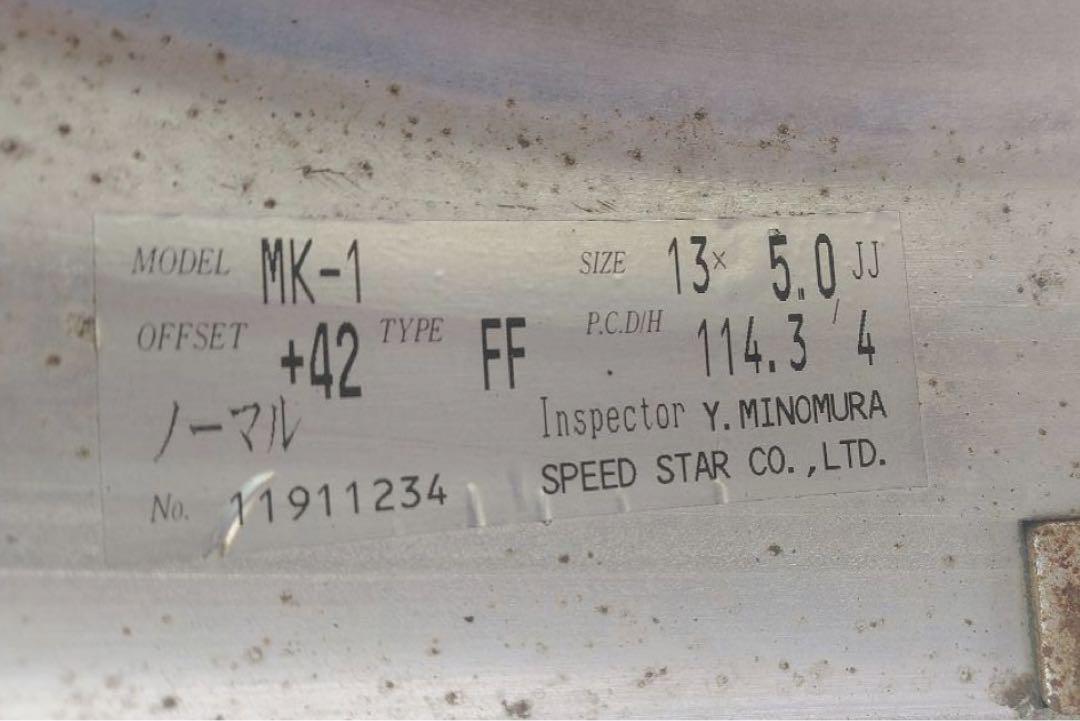 MODEL MK-1 SIZE 13× 5.0 JJ
OFFSET +42 TYPE FF P.C.D/H 114.3 / 4
ノーマル Inspector Y.MINOMURA
SPEED STAR CO.,LTD.
No. 11911234